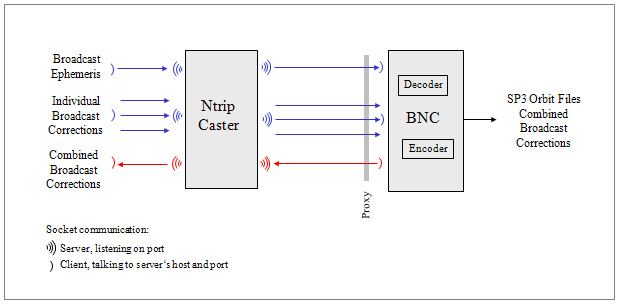 Broadcast
Ephemeris
Individual
Broadcast
Corrections
Combined
Broadcast
Corrections
Ntrip
Caster
Proxy
Decoder
BNC
Encoder
SP3 Orbit Files
Combined
Broadcast
Corrections
Socket communication:
Server, listening on port
Client, talking to server's host and port